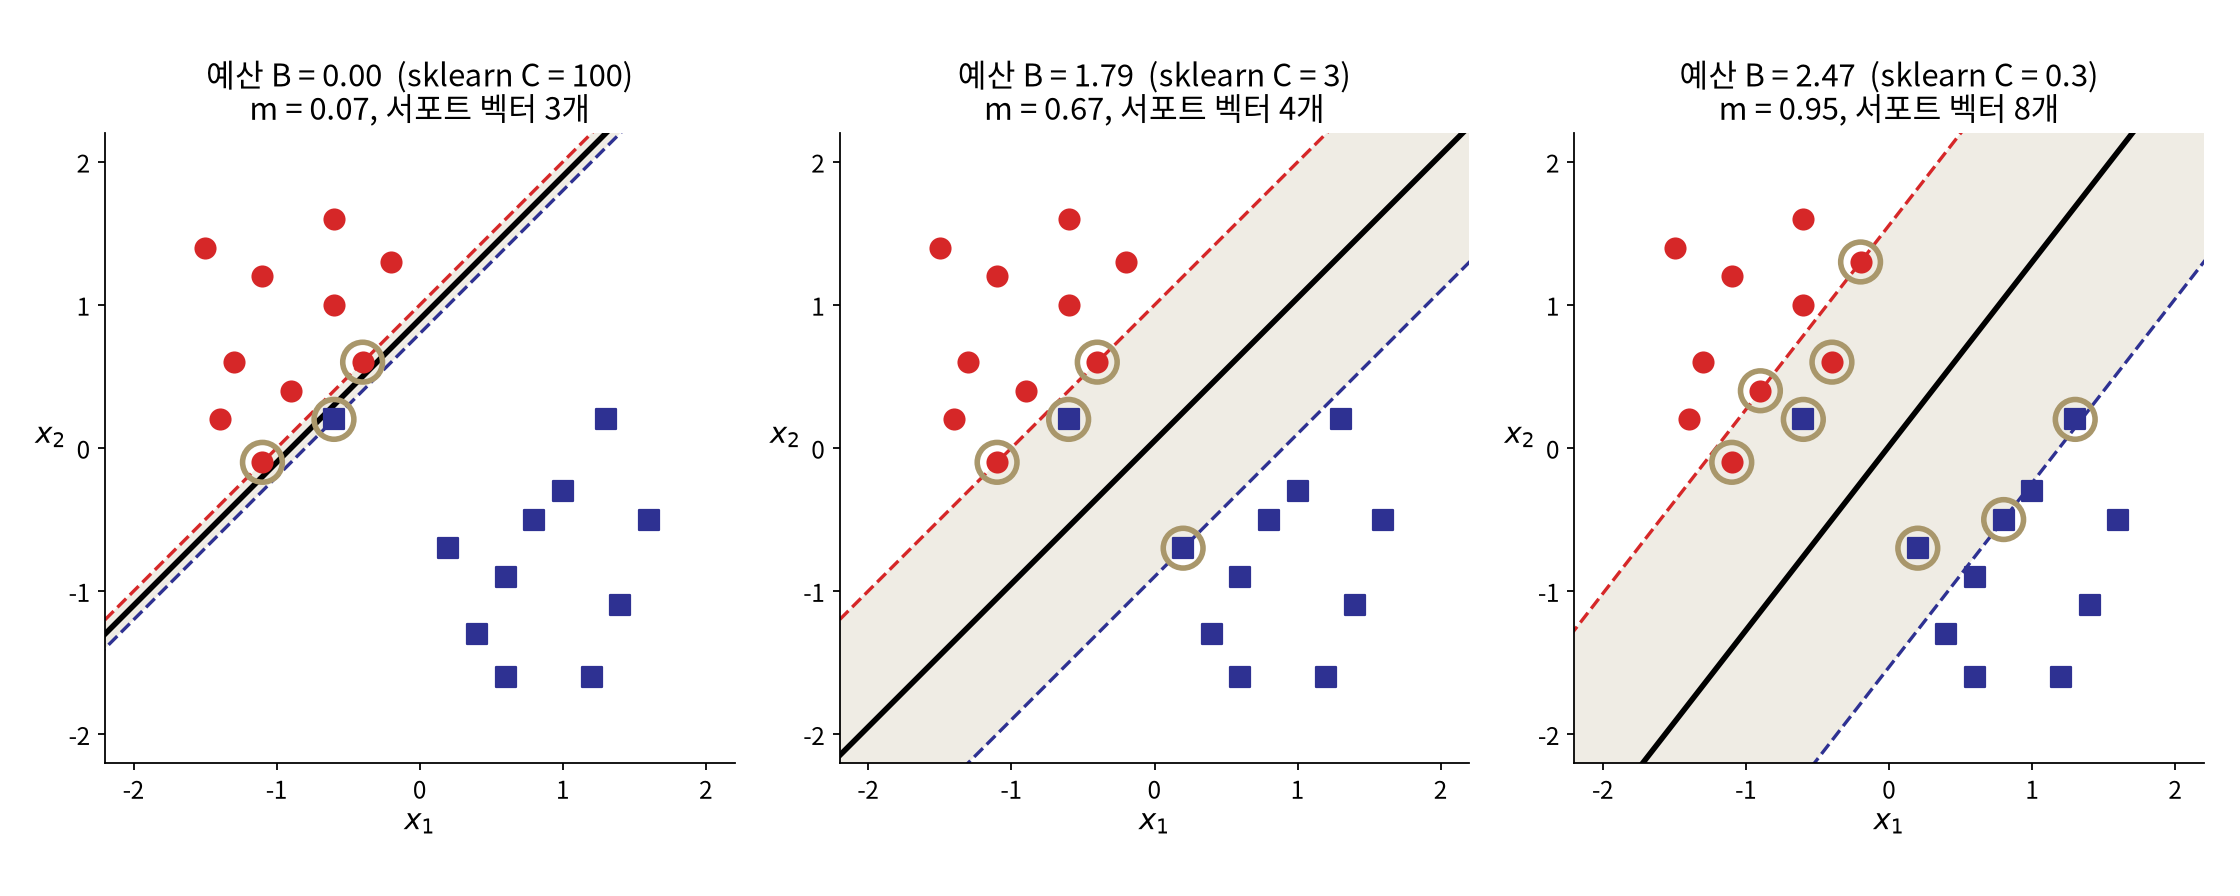 예산 B = 0.00 (sklearn C = 100)
m = 0.07, 서포트 벡터 3개
2
1
0
-1
-2
x₂
-2
-1
0
1
2
x₁
예산 B = 1.79 (sklearn C = 3)
m = 0.67, 서포트 벡터 4개
2
1
0
-1
-2
x₂
-2
-1
0
1
2
x₁
예산 B = 2.47 (sklearn C = 0.3)
m = 0.95, 서포트 벡터 8개
2
1
0
-1
-2
x₂
-2
-1
0
1
2
x₁